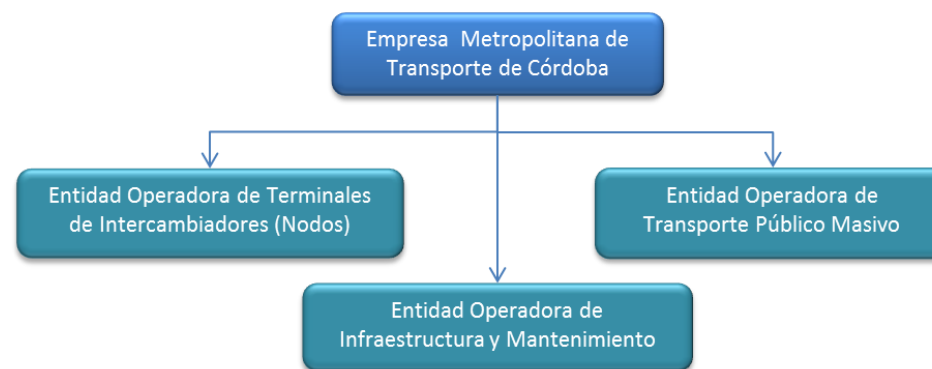 Empresa Metropolitana de
Transporte de Córdoba
Entidad Operadora de Terminales
de Intercambiadores (Nodos)
Entidad Operadora de
Transporte Público Masivo
Entidad Operadora de
Infraestructura y Mantenimiento